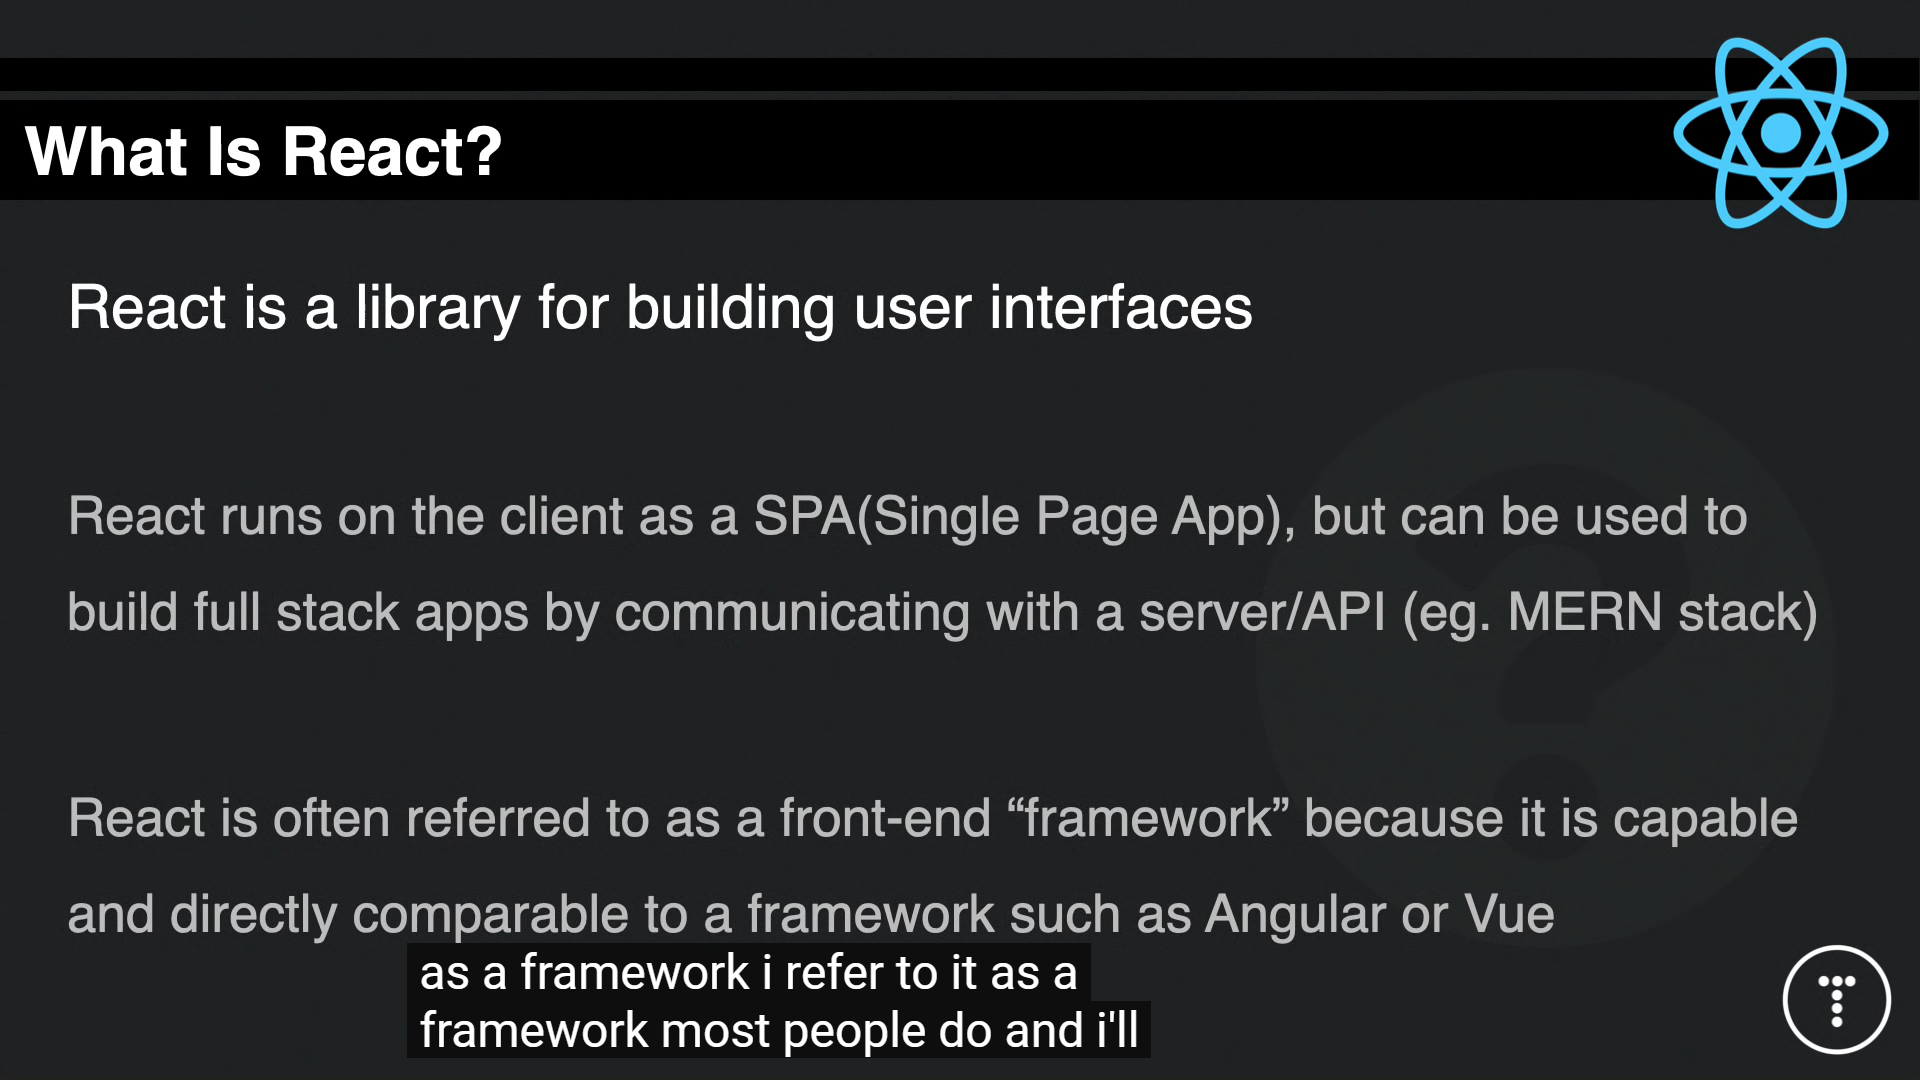 What Is React?
React is a library for building user interfaces
React runs on the client as a SPA(Single Page App), but can be used to
build full stack apps by communicating with a server/API (eg. MERN stack)
React is often referred to as a front-end “framework” because it is capable
and directly comparable to a framework such as Angular or Vue
as a framework i refer to it as a
framework most people do and i'll
T